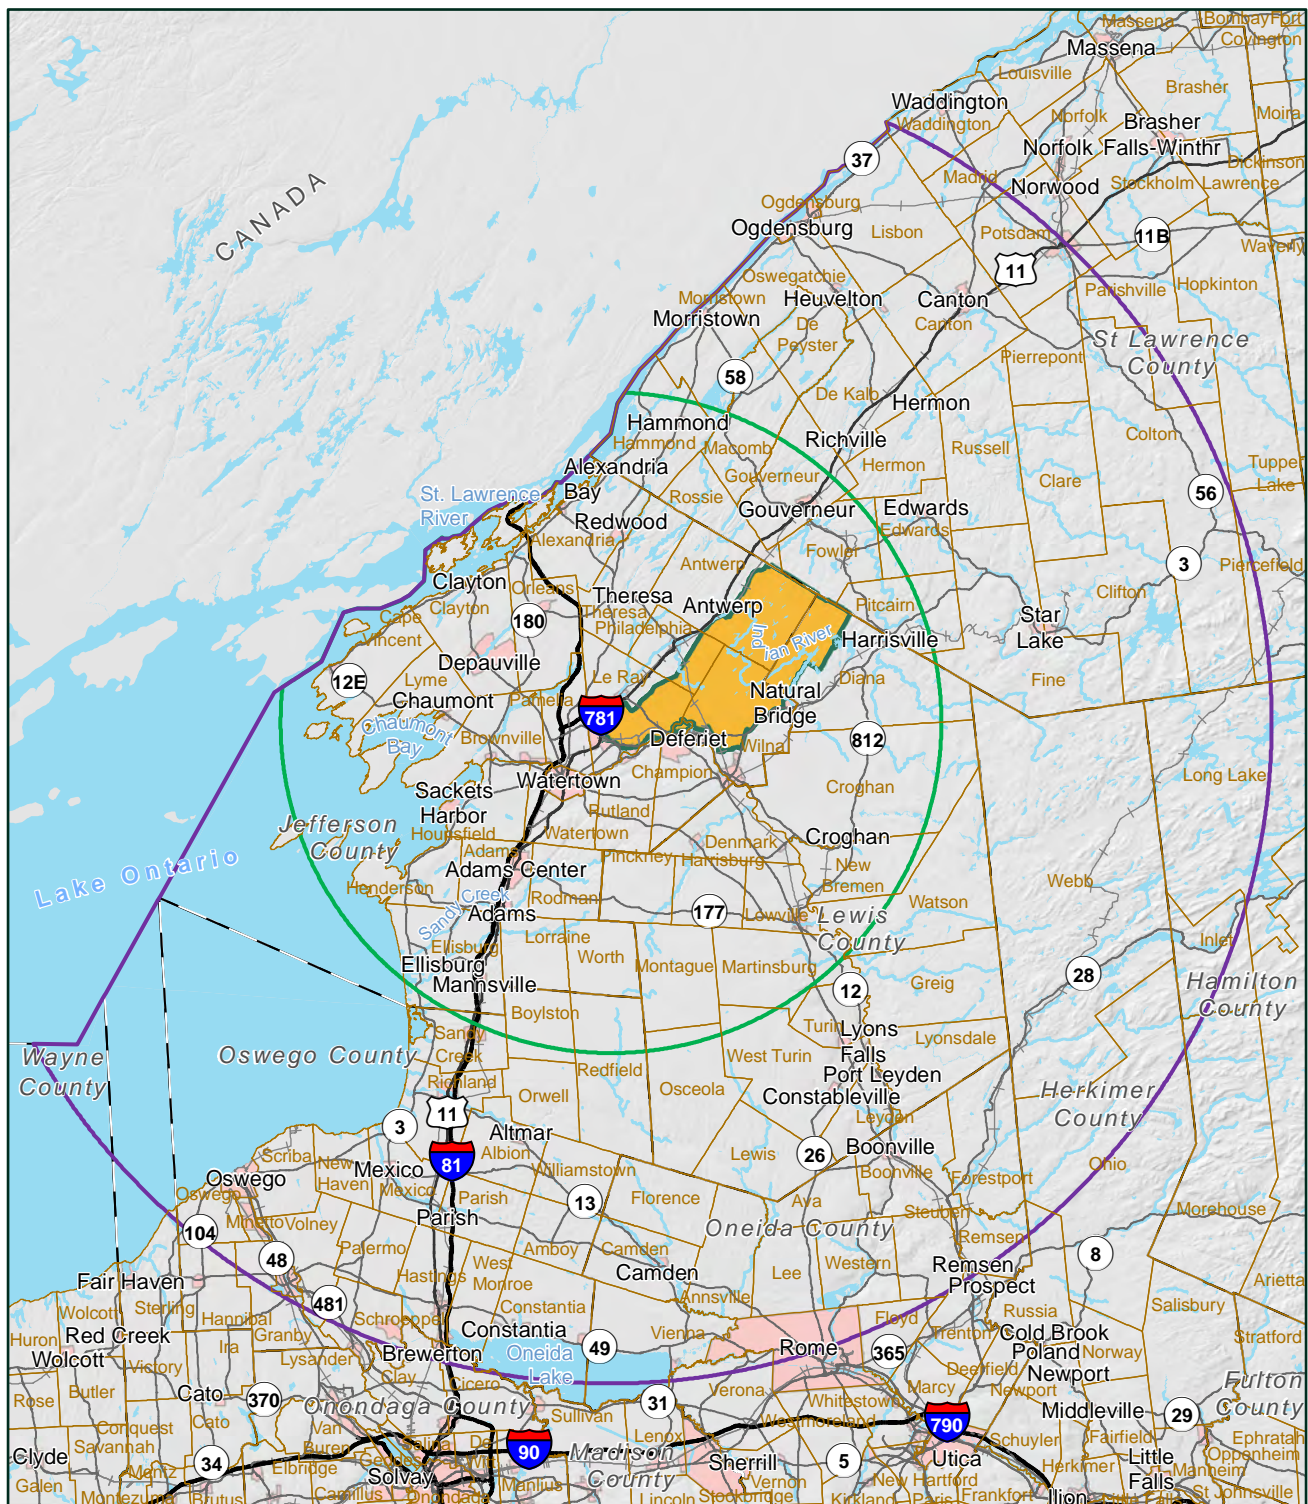 Massena
Bombay
Fort
Covington
Massena
Louisville
Brasher
Waddington
Waddington
Norfolk
Brasher
Falls-Winthr
Moira
Norfolk
37
Dickinson
Madrid
Norwood
Stockholm
Lawrence
CANADA
Ogdensburg
Ogdensburg
Lisbon
Potsdam
11B
Waverly
11
Oswegatchie
Hopkinton
Parishville
Morristown
Heuvelton
Canton
Morristown
De
Peyster
Canton
St Lawrence
County
Pierrepont
58
De Kalb
Hermon
Hammond
Hammond
Macomb
Richville
Russell
Colton
Alexandria
Bay
Gouverneur
Hermon
Tupper
Lake
Clare
56
St. Lawrence
River
Rossie
Gouverneur
Edwards
Edwards
Redwood
Alexandria
Fowler
Antwerp
3
Piercefield
Clayton
Clayton
Orleans
Theresa
Theresa
Antwerp
Pitcairn
Clifton
Cape
Vincent
180
Philadelphia
Indian River
Harrisville
Star
Lake
Depauville
12E
Lyme
Le Ray
Diana
Fine
Chaumont
Pamelia
Natural
Bridge
781
Chaumont
Bay
Brownville
Deferiet
Wilna
812
Watertown
Champion
Long Lake
Sackets
Harbor
Croghan
Rutland
Jefferson
County
Hounsfield
Watertown
Denmark
Croghan
Adams
Pinckney
Harrisburg
Lake Ontario
Adams Center
New
Bremen
Webb
Henderson
Rodman
Watson
Sandy Creek
Adams
177
Lowville
Lewis
County
Ellisburg
Lorraine
Inlet
Worth
Ellisburg
Montague
Martinsburg
28
Mannsville
Greig
Hamilton
County
12
Boylston
Sandy
Creek
Turin
Lyons
Falls
Lyonsdale
Wayne
County
Oswego County
West Turin
Redfield
Richland
Osceola
Port Leyden
Orwell
Constableville
Herkimer
County
11
Leyden
3
Altmar
Albion
Lewis
26
Boonville
Boonville
Scriba
New
Haven
Mexico
Mexico
81
Williamstown
Ohio
Oswego
Oswego
Parish
13
Florence
Ava
Forestport
Steuben
Morehouse
Minetto
Volney
Parish
Oneida County
104
Palermo
Amboy
Camden
Remsen
48
West
Monroe
Western
8
Fair Haven
Hastings
Camden
Lee
Remsen
Prospect
Arietta
481
Annsville
Wolcott
Sterling
Hannibal
Schroeppel
Constantia
Floyd
Russia
Salisbury
Huron
Red Creek
Granby
Constantia
Vienna
Trenton
Cold Brook
Stratford
Wolcott
Ira
Lysander
Brewerton
Oneida
Lake
49
Rome
365
Poland
Norway
Victory
Deerfield
Newport
Butler
Cato
Clay
Cicero
Verona
Marcy
Newport
Fulton
County
Rose
370
Onondaga County
Whitestown
31
Middleville
29
Conquest
Cato
Van
Buren
Sullivan
Westmoreland
790
Fairfield
Ephratah
Savannah
Lenox
Schuyler
Clyde
90
Madison
County
Oppenheim
Mentz
34
Elbridge
Solvay
Sherrill
5
Utica
Herkimer
Little
Falls
Manheim
Galen
Vernon
New Hartford
Montezuma
Brutus
Camillus
Onondaga
Manlius
Lincoln
Stockbridge
Kirkland
Paris
Frankfort
Ilion
St Johnsville